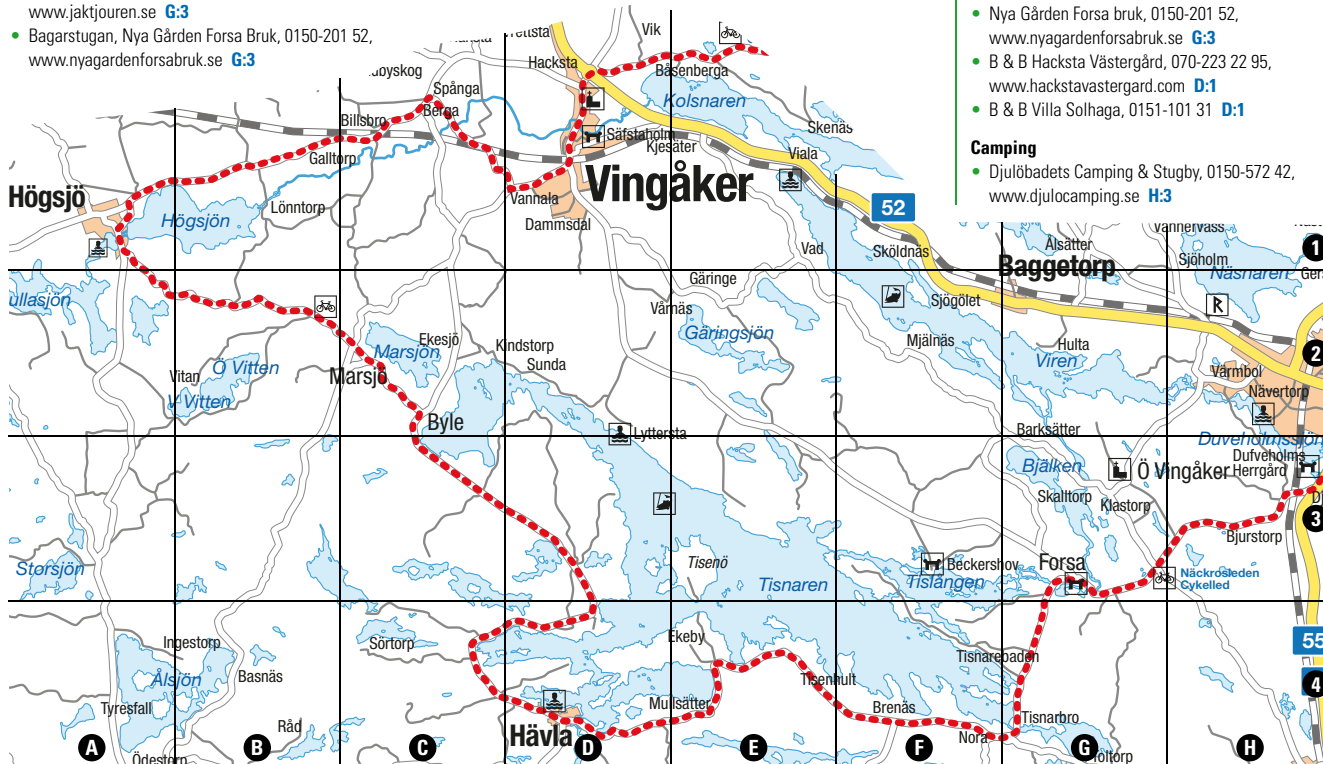 www.jaktjouren.se G:3
• Bagarstugan, Nya Gården Forsa Bruk, 0150-201 52,
www.nyagardenforsabruk.se G:3
• Nya Gården Forsa bruk, 0150-201 52,
www.nyagardenforsabruk.se G:3
• B & B Hacksta Västergård, 070-223 22 95,
www.hackstavastergard.com D:1
• B & B Villa Solhaga, 0151-101 31 D:1
Camping
• Djulöbadets Camping & Stugby, 0150-572 42,
www.djulocamping.se H:3
Vik
Hacksta
Båsenberga
Kolsnaren
Spånga
Berga
Billsbro
Skenäs
Säfstaholm
Kjesäter
Galltorp
Viala
Vingåker
Högsjö
Vannala
Högsjön
Lönntorp
Dammsdal
52
Vad
Sköldnäs
Älsätter
Baggetorp
Sjöholm
Näsnaren
1
Gäringe
Sjögölet
Vårnäs
R
Gäringsjön
Mjälnäs
Marsjön
Ekesjö
Kindstorp
Sunda
Hulta
Viren
2
Ö Vitten
Vitan
V Vitten
Marsjö
Värmbol
Nävertorp
Byle
Lyttersta
Barksätter
Duveholmssjön
Bjälken
Ö Vingåker
Dufveholms
Herrgård
Skalltorp
Klastorp
3
Bjurstorp
Storsjön
Tisenö
Tisnaren
Beckershov
Tislången
Forsa
Näckrosleden
Cykelled
Ingestorp
Sörtorp
Ekeby
Tisnarebaden
55
Älsjön
Basnäs
Tisenhult
4
Tyresfall
Mullsätter
Brenäs
Råd
Hävla
Nora
Tisnarbro
A
B
C
D
E
F
G
H